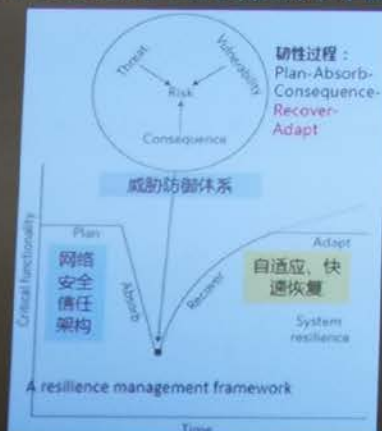 Threat
Vulnerability
Risk
Consequence
韧性过程：
Plan-Absorb-
Consequence-
Recover-
Adapt
威胁防御体系
Critical functionality
Plan
网络
安全
信任
架构
Absorb
Recover
Adapt
自适应、快
速恢复
System
resilience
A resilience management framework
Time